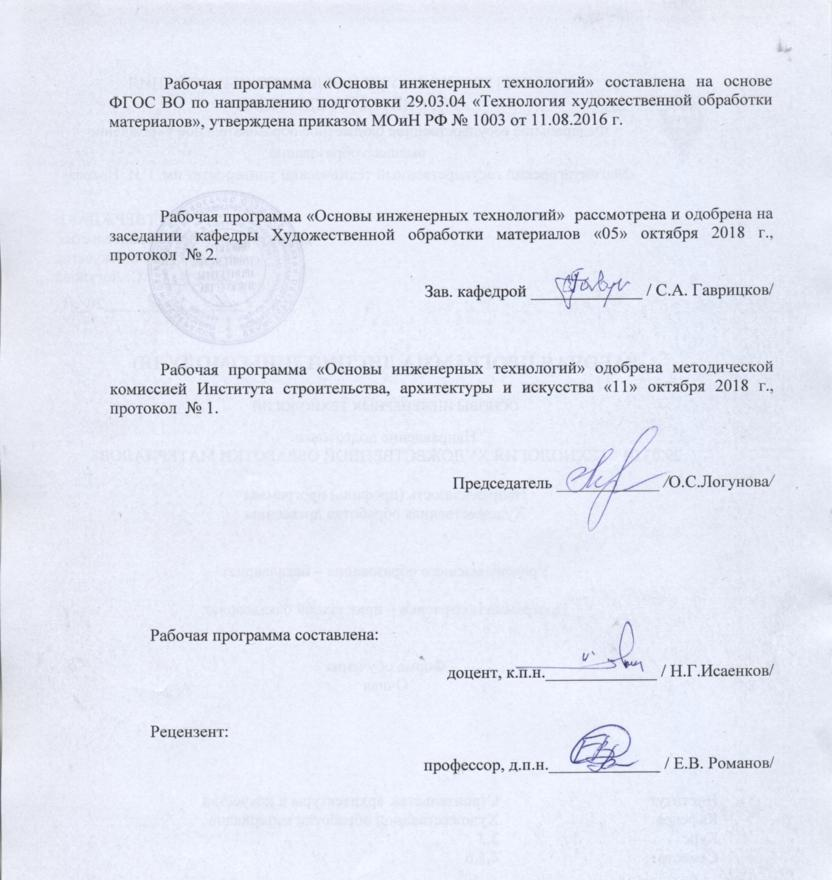 Рабочая программа «Основы инженерных технологий» составлена на основе
ФГОС ВО по направлению подготовки 29.03.04 «Технология художественной обработки
материалов», утверждена приказом МОиН РФ № 1003 от 11.08.2016 г.
Рабочая программа «Основы инженерных технологий» рассмотрена и одобрена на
заседании кафедры Художественной обработки материалов «05» октября 2018 г.,
протокол № 2.
Зав. кафедрой / С.А. Гаврицков/
Рабочая программа «Основы инженерных технологий» одобрена методической
комиссией Института строительства, архитектуры и искусства «11» октября 2018 г.,
протокол № 1.
Председатель /О.С.Логунова/
Рабочая программа составлена:
доцент, к.п.н. / Н.Г.Исаенков/
Рецензент:
профессор, д.п.н. / Е.В. Романов/